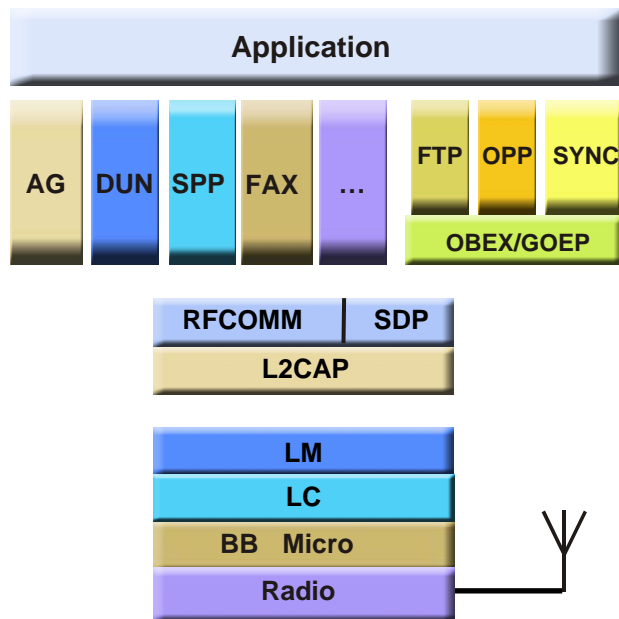 Application
FTP OPP SYNC
AG DUN SPP FAX ...
OBEX/GOEP
RFCOMM SDP
L2CAP
LM
LC
BB Micro
Radio